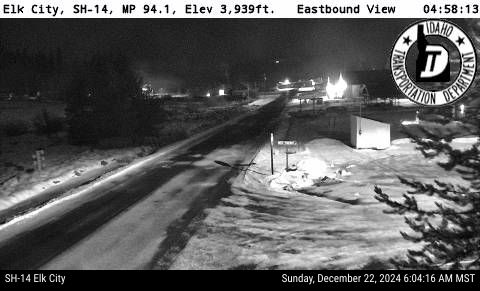 Elk City, SH-14, MP 94.1, Elev 3,939ft. Eastbound View 04:58:13
IDAHO
TRANSPORTATION DEPARTMENT
SH-14 Elk City Sunday, December 22, 2024 6:04:16 AM MST